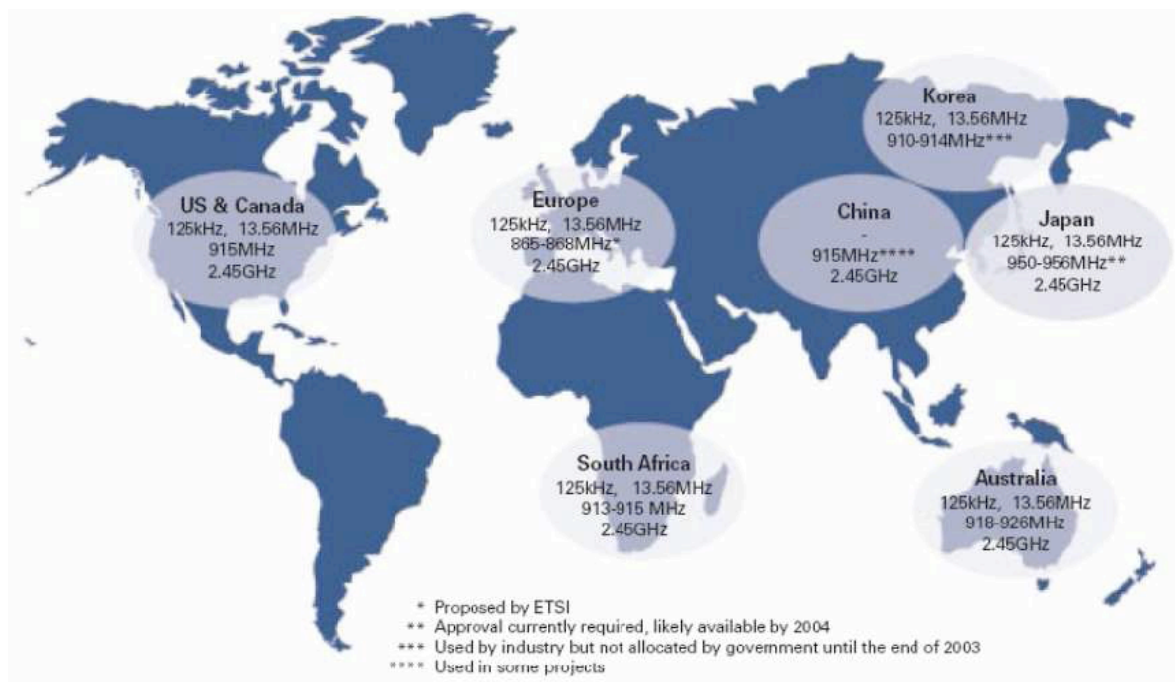 Korea
125kHz, 13.56MHz
910-914MHz***
US & Canada
125kHz, 13.56MHz
915MHz
2.45GHz
Europe
125kHz, 13.56MHz
865-868MHz*
2.45GHz
China
-
915MHz****
2.45GHz
Japan
125kHz, 13.56MHz
950-956MHz**
2.45GHz
South Africa
125kHz, 13.56MHz
913-915 MHz
2.45GHz
Australia
125kHz, 13.56MHz
918-926MHz
2.45GHz
* Proposed by ETSI
** Approval currently required, likely available by 2004
*** Used by industry but not allocated by government until the end of 2003
**** Used in some projects